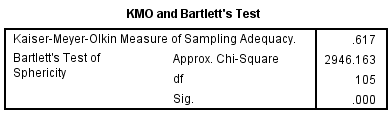 KMO and Bartlett's Test
Kaiser-Meyer-Olkin Measure of Sampling Adequacy. .617
Bartlett's Test of Sphericity Approx. Chi-Square 2946.163
df 105
Sig. .000